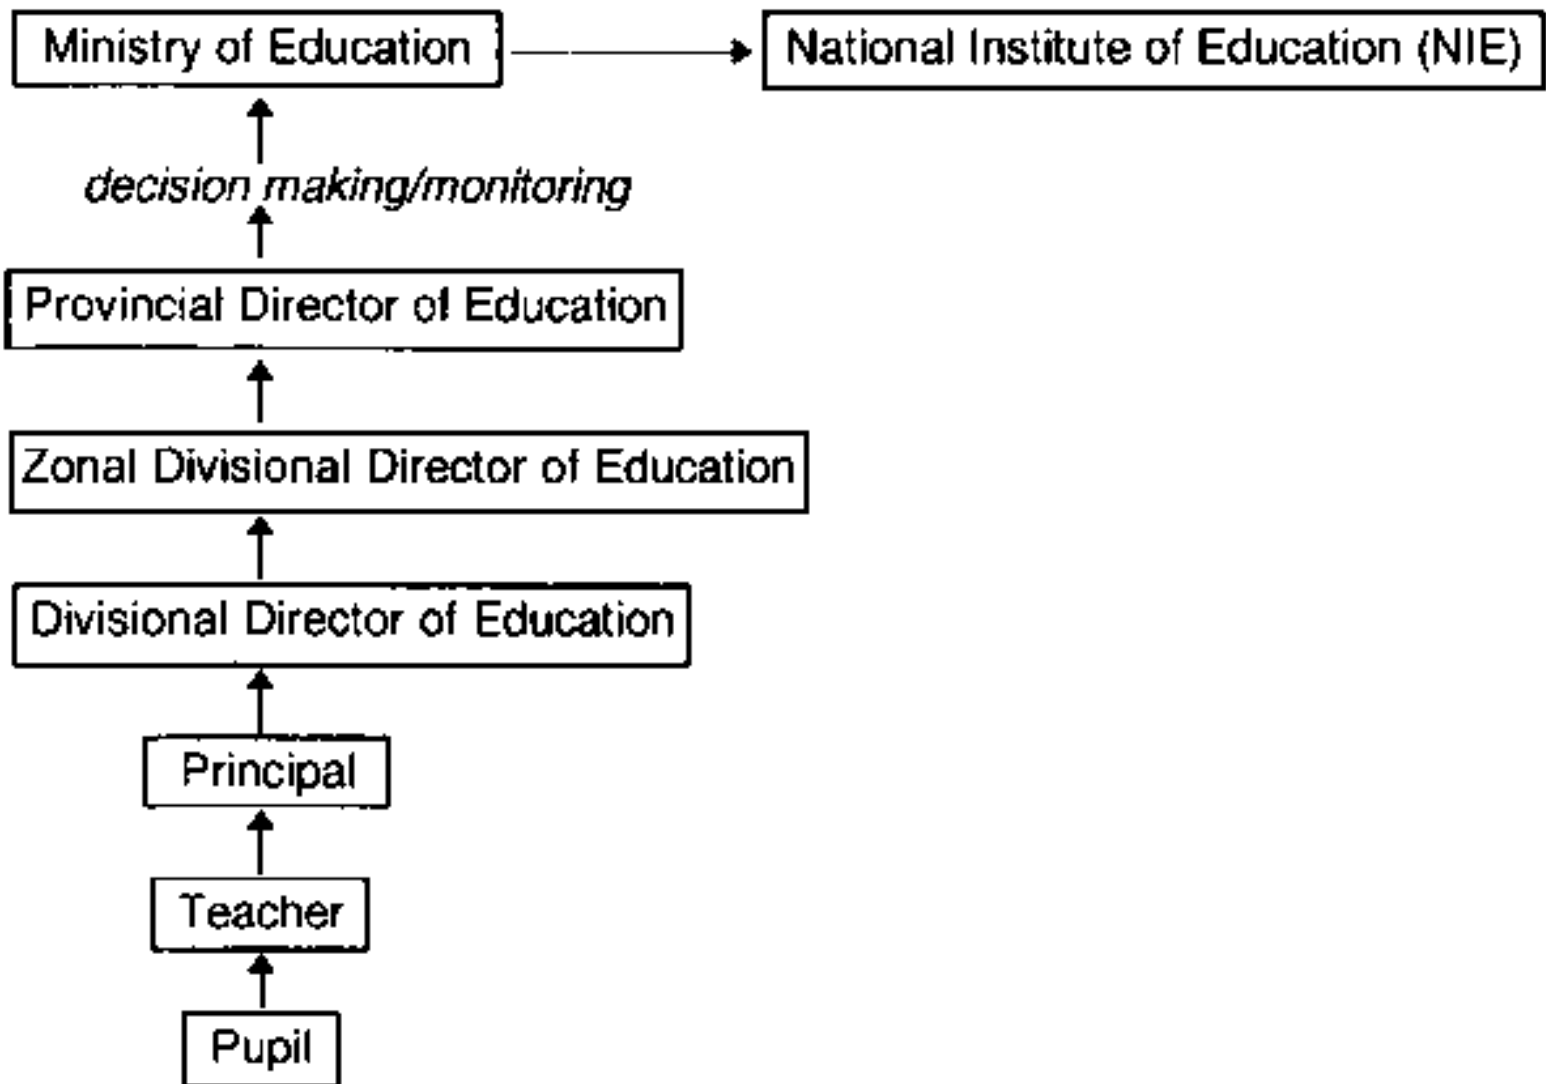 Ministry of Education
National Institute of Education (NIE)
decision making/monitoring
Provincial Director of Education
Zonal Divisional Director of Education
Divisional Director of Education
Principal
Teacher
Pupil